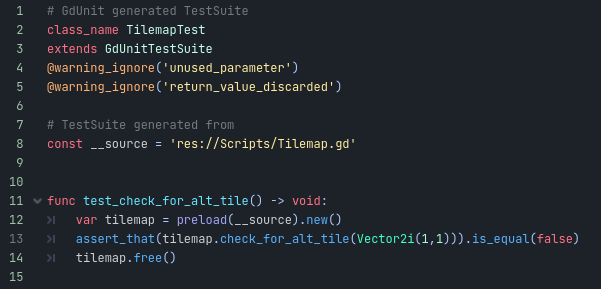 1 # GdUnit generated TestSuite
2 class_name TilemapTest
3 extends GdUnitTestSuite
4 @warning_ignore('unused_parameter')
5 @warning_ignore('return_value_discarded')
6
7 # TestSuite generated from
8 const __source = 'res://Scripts/Tilemap.gd'
9
10
11 func test_check_for_alt_tile() -> void:
12 var tilemap = preload(__source).new()
13 assert_that(tilemap.check_for_alt_tile(Vector2i(1,1))).is_equal(false)
14 tilemap.free()
15